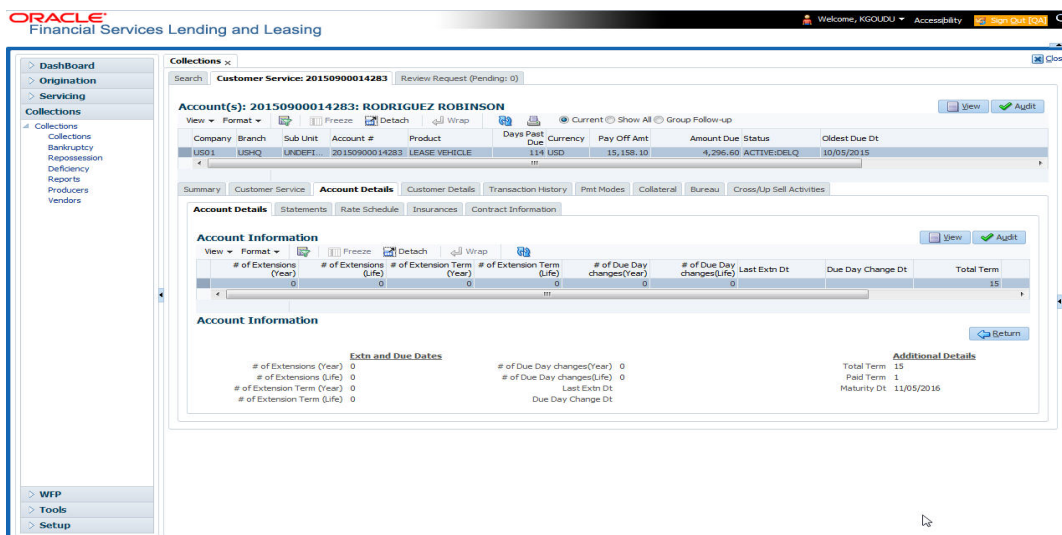 ORACLE
Financial Services Lending and Leasing
Welcome, KGOUDU Accessibility Sign Out [QA]
DashBoard
Origination
Servicing
Collections
Collections
Collections
Bankruptcy
Repossession
Deficiency
Reports
Producers
Vendors
WFP
Tools
Setup
Collections x
Search Customer Service: 20150900014283 Review Request (Pending: 0)
Account(s): 20150900014283: RODRIGUEZ ROBINSON
View Audit
View Format Freeze Detach Wrap Current Show All Group Follow-up
Company Branch Sub Unit Account # Product Days Past Due Currency Pay Off Amt Amount Due Status Oldest Due Dt
US01 USHQ UNDEFI... 20150900014283 LEASE VEHICLE 114 USD 15,158.10 4,296.60 ACTIVE:DELQ 10/05/2015
Summary Customer Service Account Details Customer Details Transaction History Pmt Modes Collateral Bureau Cross/Up Sell Activities
Account Details Statements Rate Schedule Insurances Contract Information
Account Information
View Audit
View Format Freeze Detach Wrap
# of Extensions (Year) # of Extensions (Life) # of Extension Term (Year) # of Extension Term (Life) # of Due Day changes(Year) # of Due Day changes(Life) Last Extn Dt Due Day Change Dt Total Term
0 0 0 0 0 0 15
Account Information
Return
Extn and Due Dates Additional Details
# of Extensions (Year) 0 # of Due Day changes(Year) 0 Total Term 15
# of Extensions (Life) 0 # of Due Day changes(Life) 0 Paid Term 1
# of Extension Term (Year) 0 Last Extn Dt Maturity Dt 11/05/2016
# of Extension Term (Life) 0 Due Day Change Dt